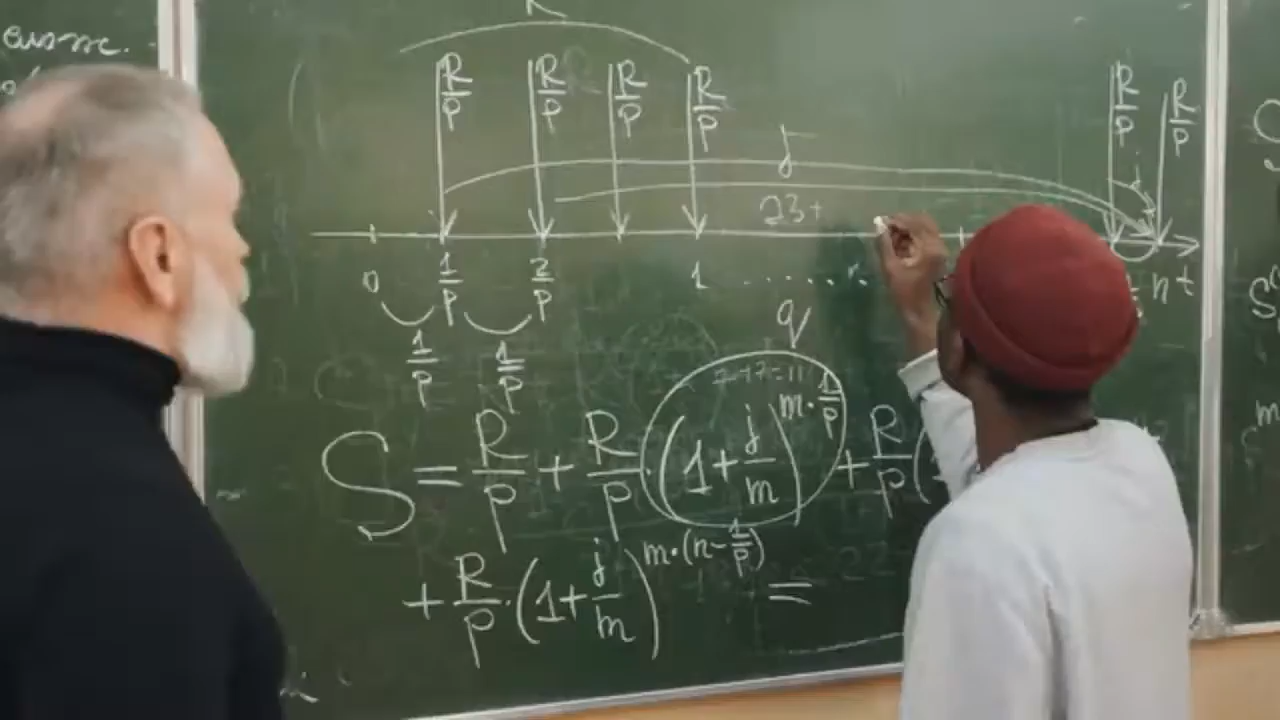 R
R/p R/p R/p R/p R/p R/p
j
23+
0 1/p 2/p 1 ....... n t
1/p 1/p
q
S = R/p + R/p · (1 + j/m)^(m · 1/p) + R/p (
+ R/p · (1 + j/m)^(m · (n - 1/p)) =